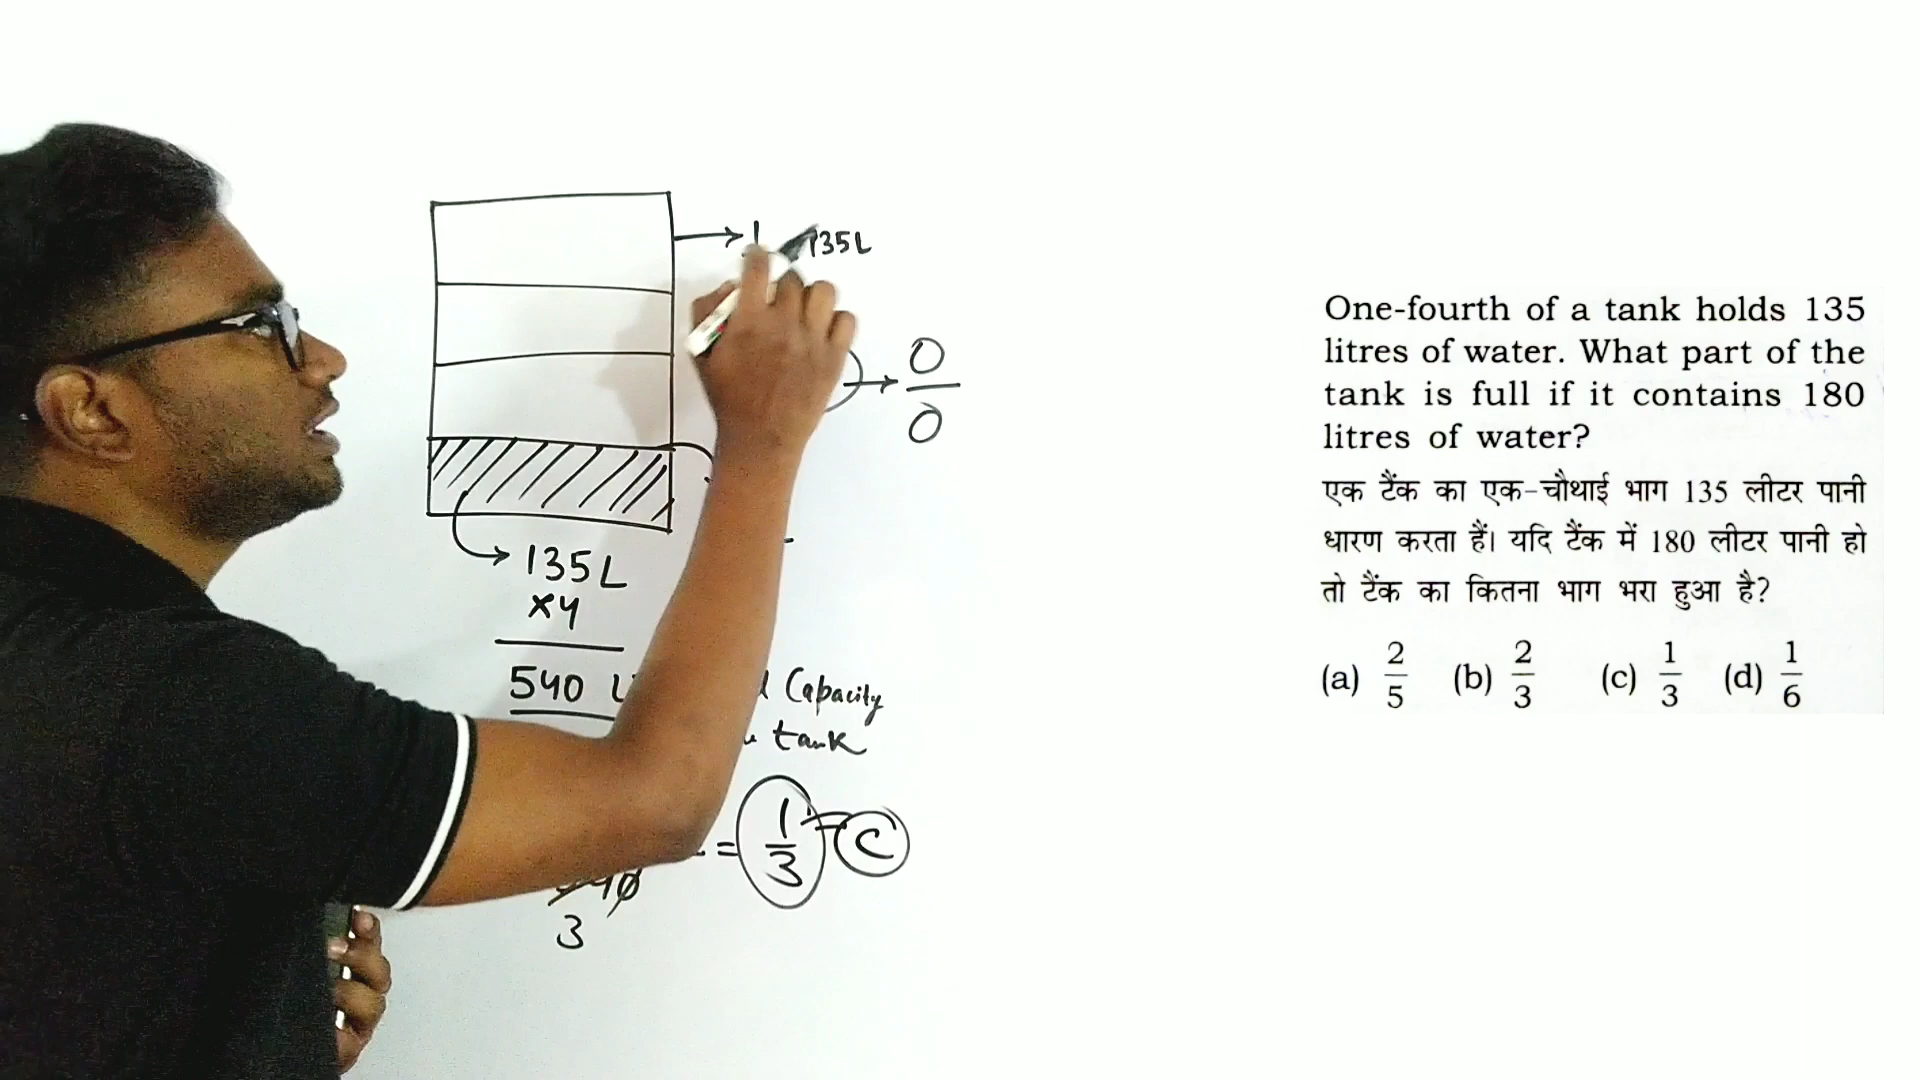 135L
0
0
135L
×4
540 L
Capacity
tank
= 1/3 C
3
One-fourth of a tank holds 135
litres of water. What part of the
tank is full if it contains 180
litres of water?
एक टैंक का एक-चौथाई भाग 135 लीटर पानी
धारण करता हैं। यदि टैंक में 180 लीटर पानी हो
तो टैंक का कितना भाग भरा हुआ है?
(a) 2/5 (b) 2/3 (c) 1/3 (d) 1/6